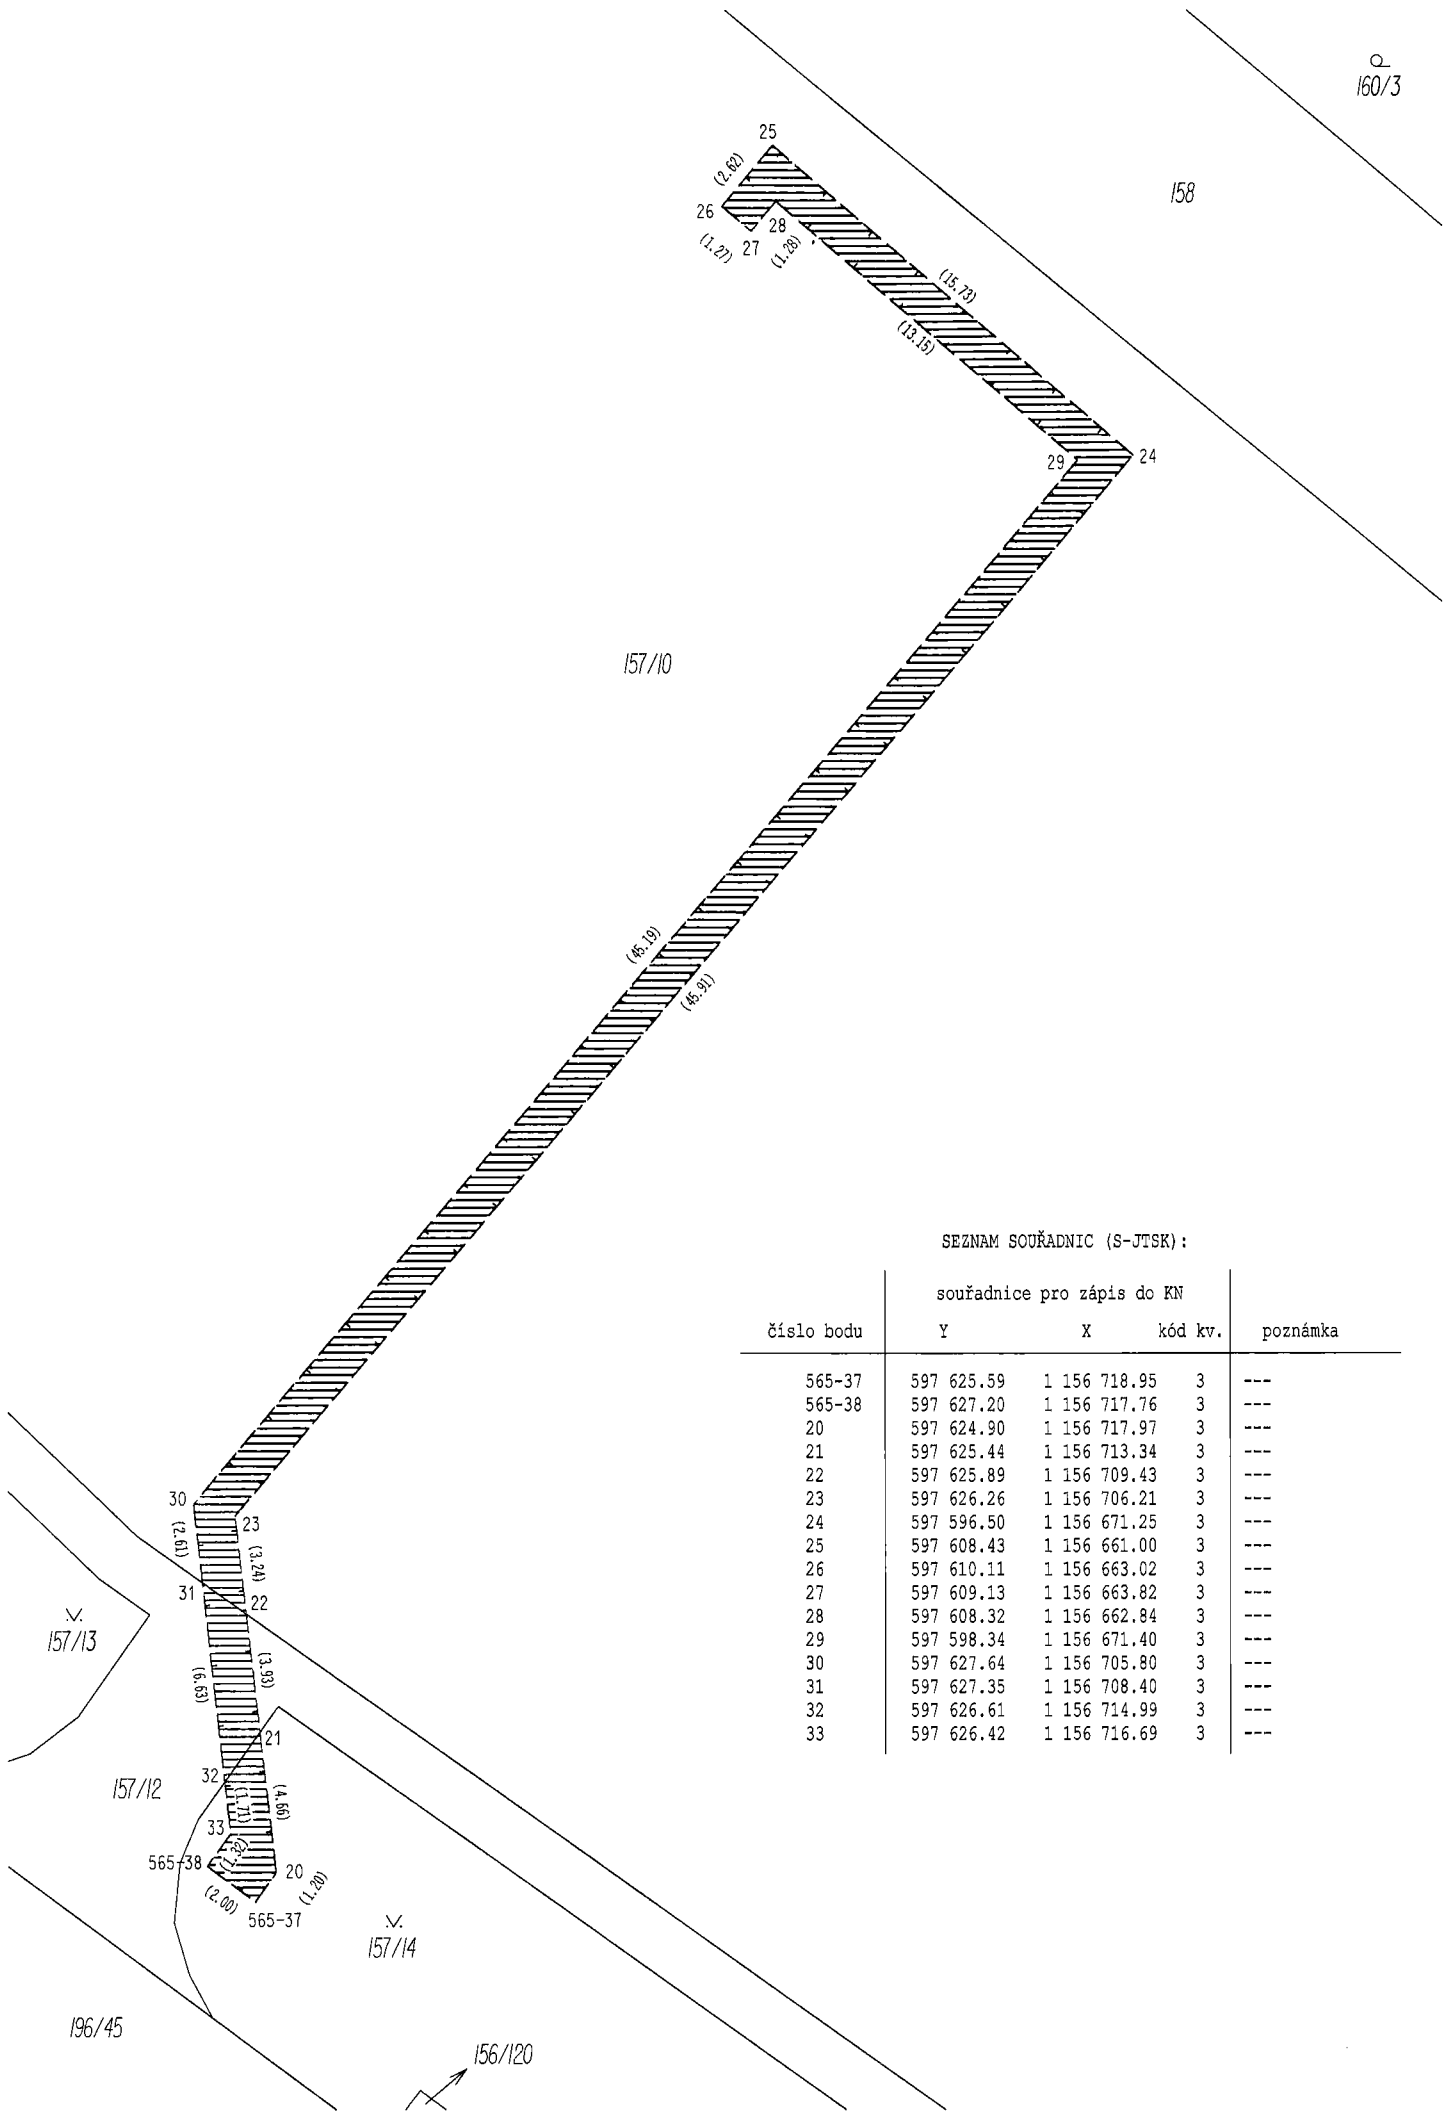 160/3
158
25
(2.62)
26
28
27
(1.27)
(1.28)
(15.73)
(13.15)
29
24
157/10
(45.19)
(45.91)
SEZNAM SOUŘADNIC (S-JTSK):
souřadnice pro zápis do KN
číslo bodu Y X kód kv. poznámka
565-37 597 625.59 1 156 718.95 3 ---
565-38 597 627.20 1 156 717.76 3 ---
20 597 624.90 1 156 717.97 3 ---
21 597 625.44 1 156 713.34 3 ---
22 597 625.89 1 156 709.43 3 ---
23 597 626.26 1 156 706.21 3 ---
24 597 596.50 1 156 671.25 3 ---
25 597 608.43 1 156 661.00 3 ---
26 597 610.11 1 156 663.02 3 ---
27 597 609.13 1 156 663.82 3 ---
28 597 608.32 1 156 662.84 3 ---
29 597 598.34 1 156 671.40 3 ---
30 597 627.64 1 156 705.80 3 ---
31 597 627.35 1 156 708.40 3 ---
32 597 626.61 1 156 714.99 3 ---
33 597 626.42 1 156 716.69 3 ---
30
23
(2.61)
(3.24)
31
22
157/13
(6.63)
(3.93)
21
32
157/12
(1.71)
(4.66)
33
(1.32)
565-38
20
(2.00)
(1.20)
565-37
157/14
196/45
156/120